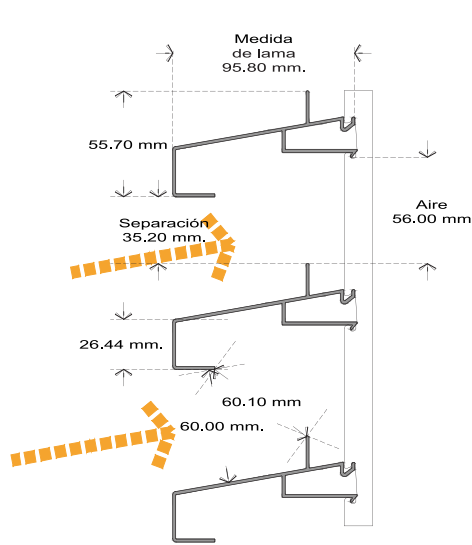 Medida
de lama
95.80 mm.
55.70 mm
Aire
56.00 mm
Separación
35.20 mm.
26.44 mm.
60.10 mm
60.00 mm.